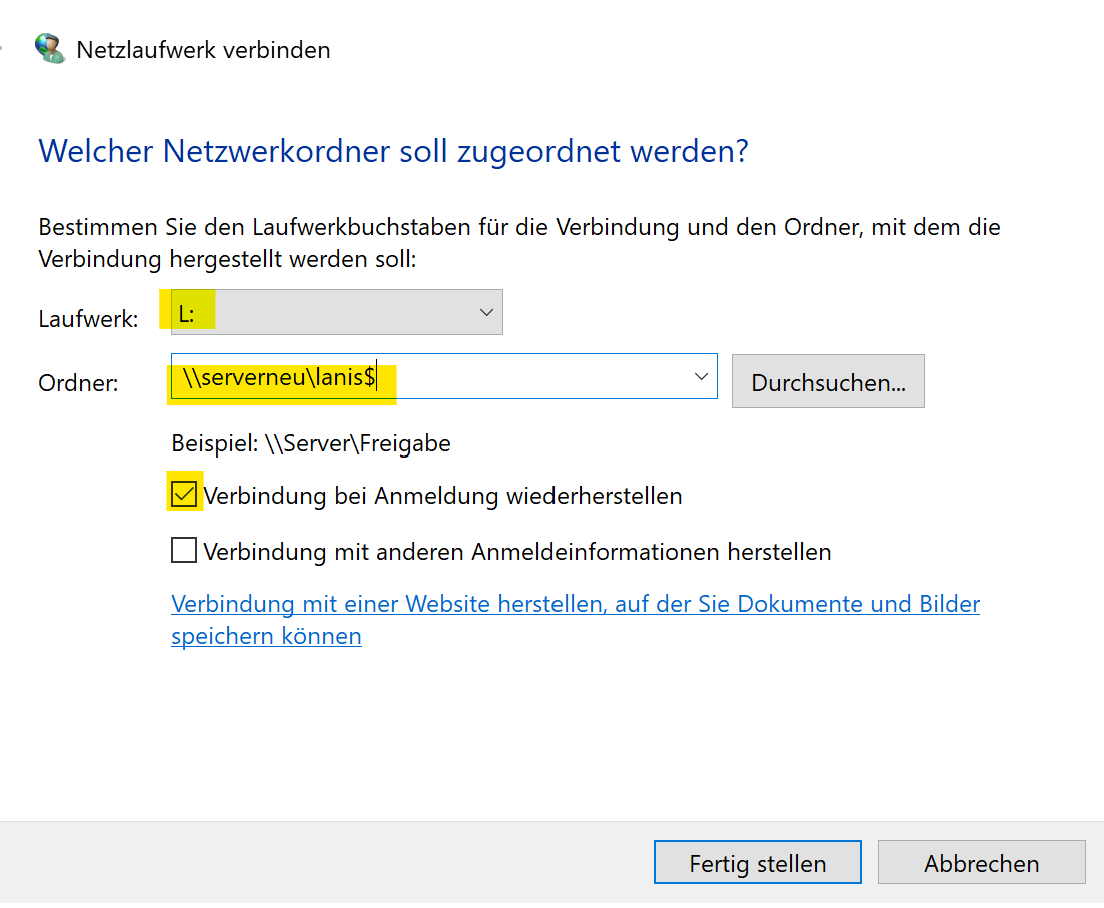 Netzlaufwerk verbinden
Welcher Netzwerkordner soll zugeordnet werden?
Bestimmen Sie den Laufwerkbuchstaben für die Verbindung und den Ordner, mit dem die
Verbindung hergestellt werden soll:
Laufwerk: L:
Ordner: \\serverneu\lanis$ Durchsuchen...
Beispiel: \\Server\Freigabe
Verbindung bei Anmeldung wiederherstellen
Verbindung mit anderen Anmeldeinformationen herstellen
Verbindung mit einer Website herstellen, auf der Sie Dokumente und Bilder
speichern können
Fertig stellen Abbrechen